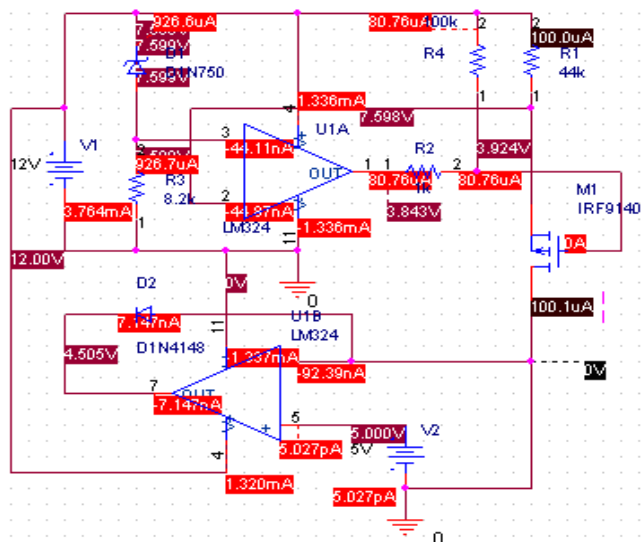 926.6uA
80.76uA
100k
2
2
100.0uA
7.599V
D1
D1N750
7.599V
R4
R1
44k
1.336mA
4
7.598V
1
1
U1A
12V
V1
3
-44.11nA
R2
3.924V
926.7uA
R3
8.2k
OUT
1
1
2
80.76uA
1k
80.76uA
M1
IRF9140
3.764mA
2
-44.87nA
3.843V
LM324
11
-1.336mA
0A
1
12.00V
D2
0V
0
100.1uA
7.147nA
11
U1B
LM324
4.505V
D1N4148
1.337mA
-92.39nA
0V
7
OUT
-7.147nA
5
5.000V
V2
5.027pA
5V
4
1.320mA
5.027pA
0